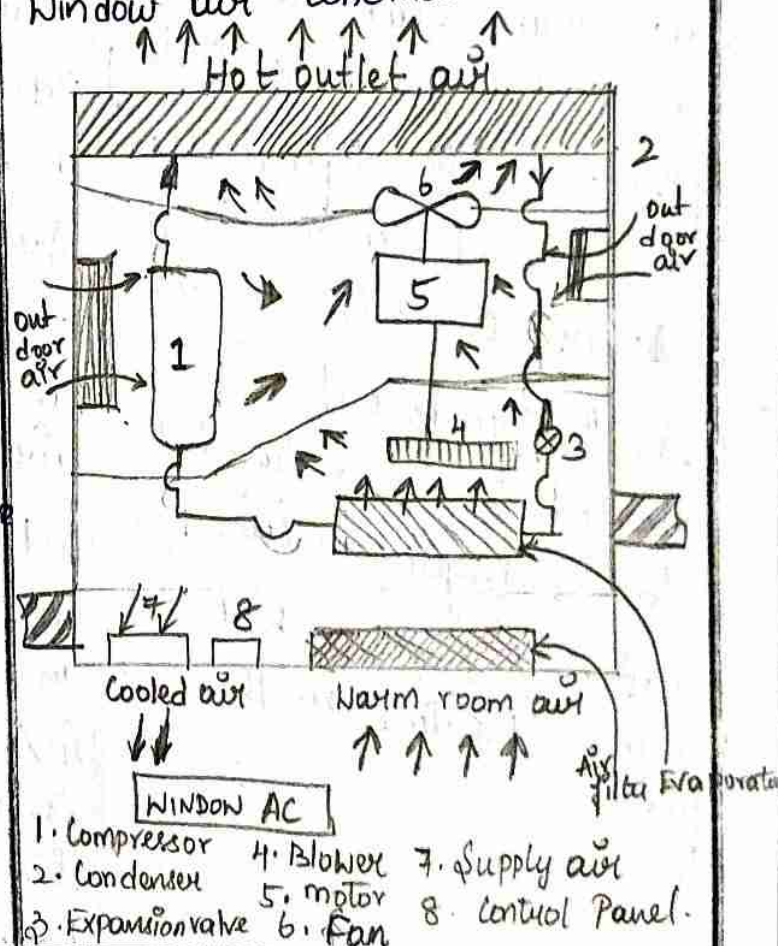 Window air
Hot outlet air
2
6
out
door
air
5
out
door
air
1
4
3
7
8
Cooled air
Warm room air
Air
filter
Evaporator
WINDOW AC
1. Compressor
4. Blower
7. Supply air
2. Condenser
5. motor
8. Control Panel.
3. Expansion valve
6. Fan